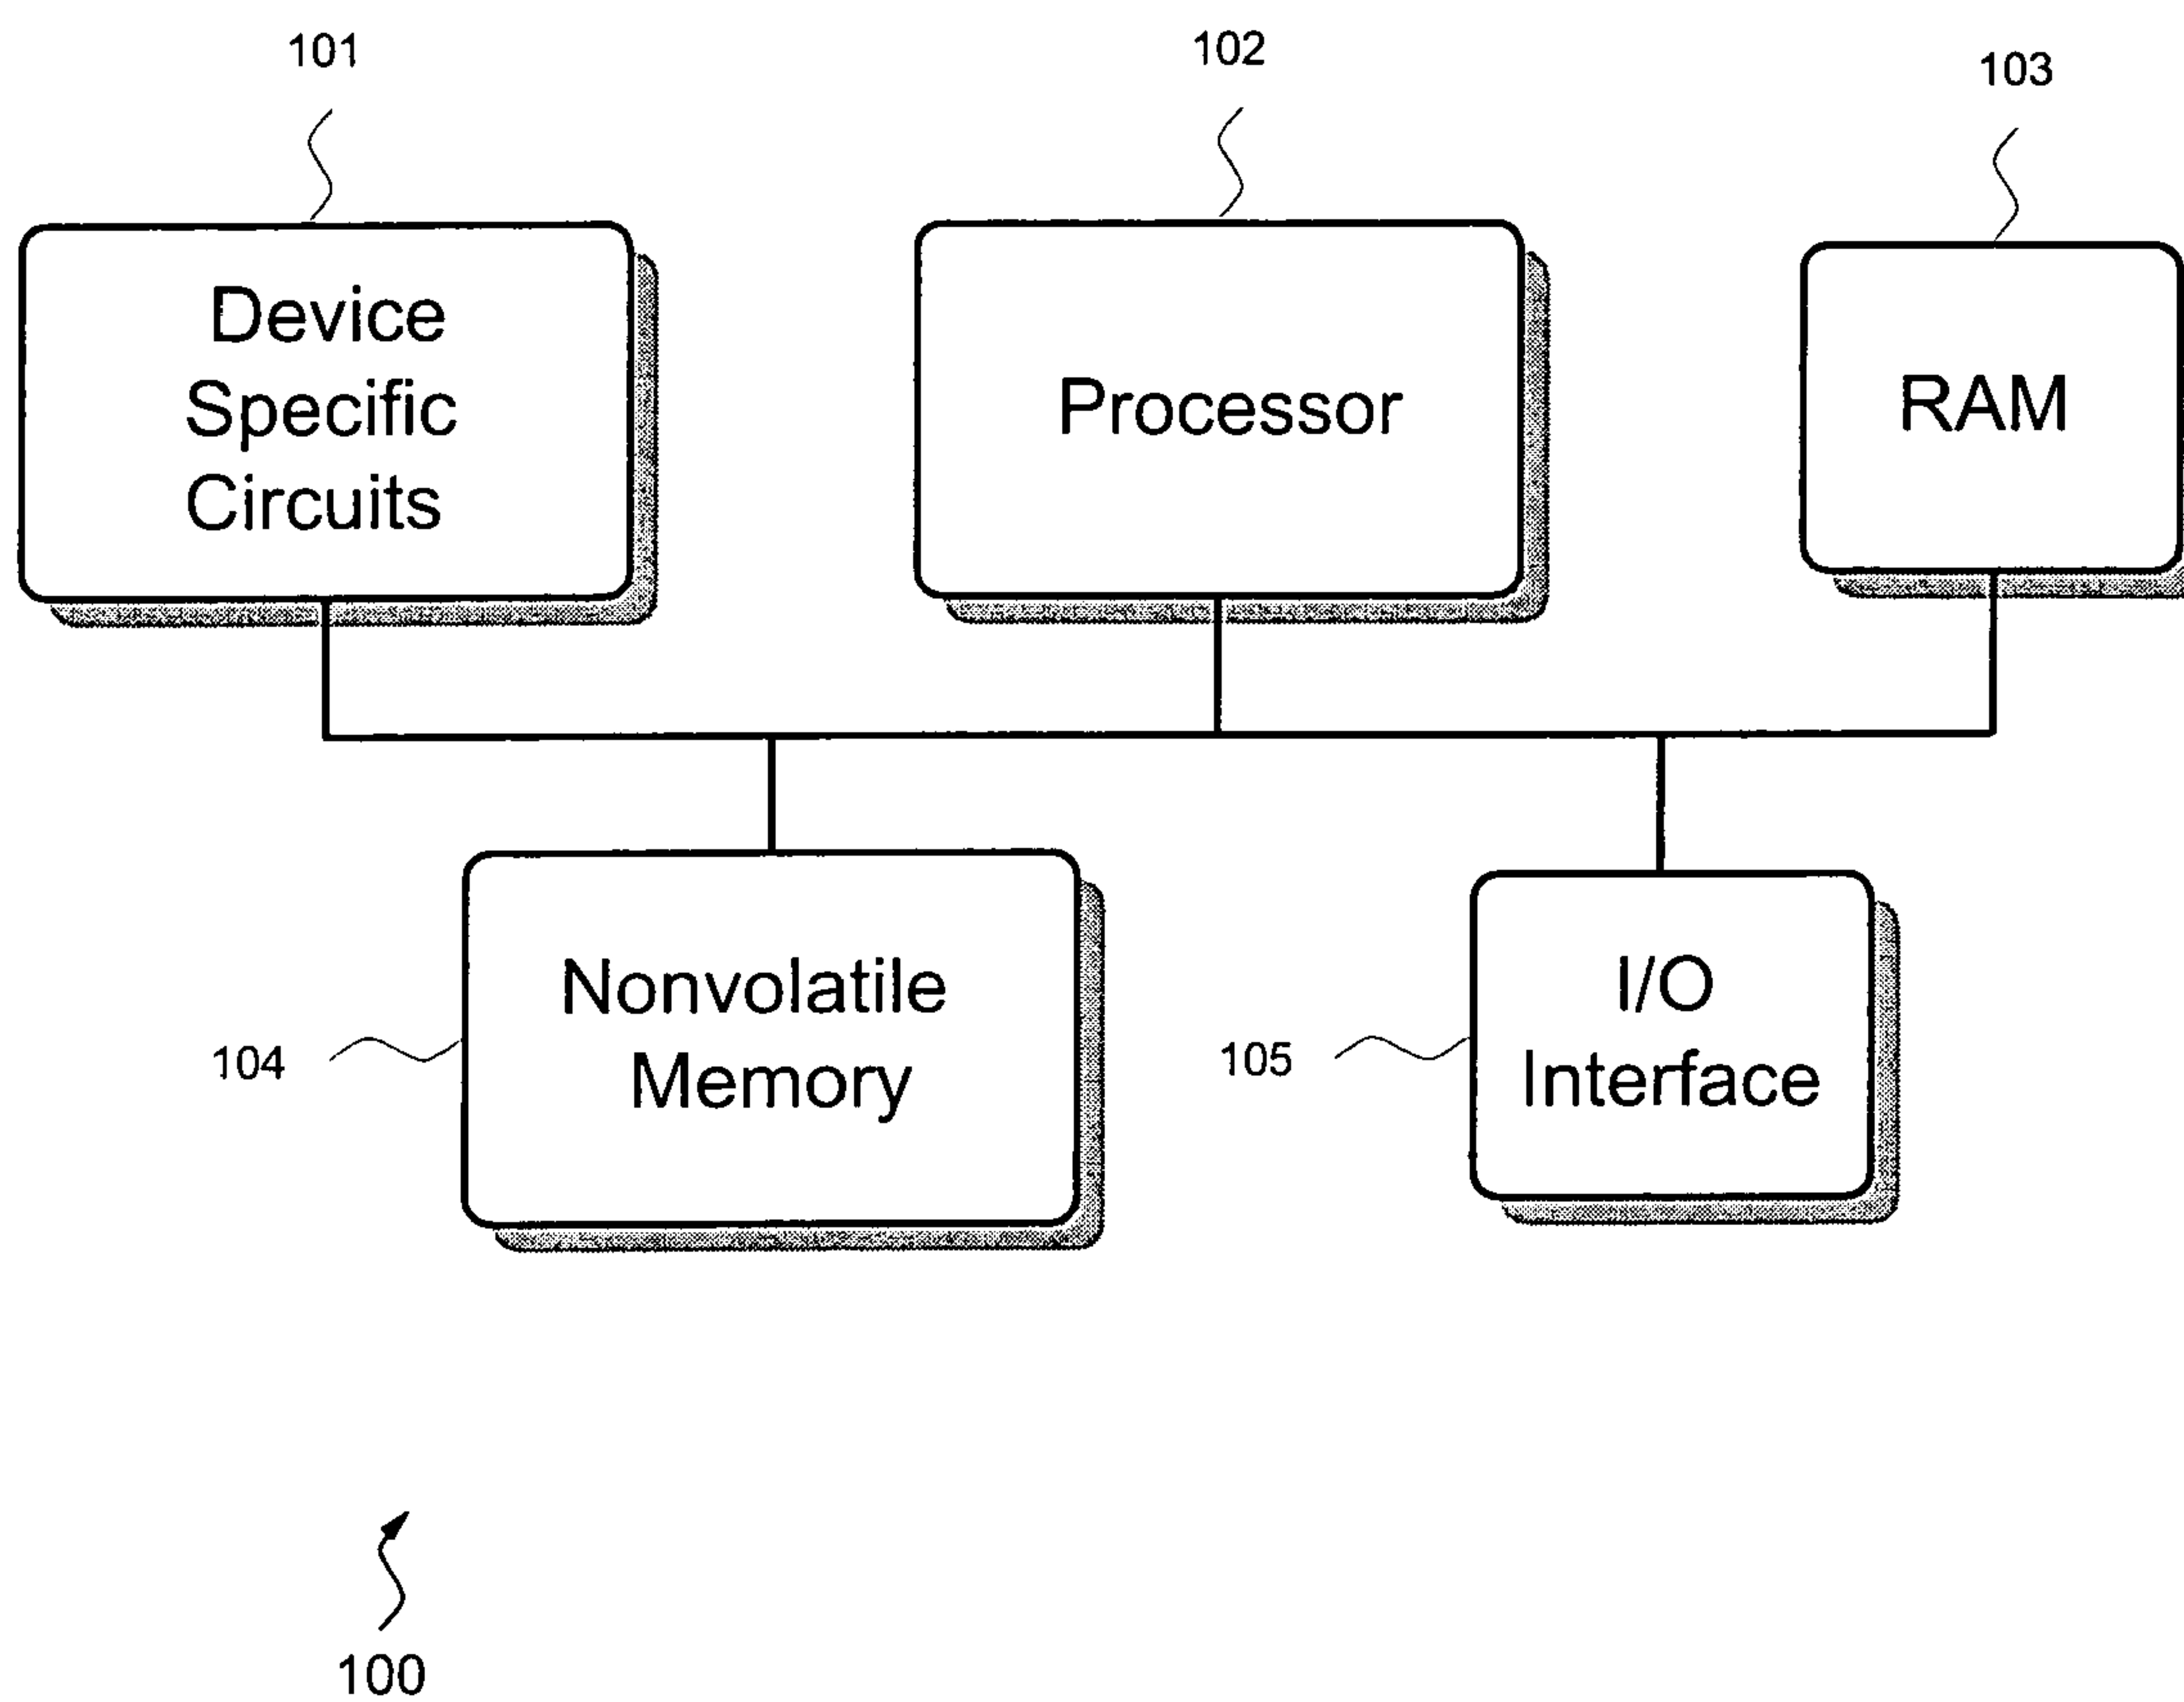 101
102
103
Device
Specific
Circuits
Processor
RAM
Nonvolatile
Memory
104
I/O
Interface
105
100